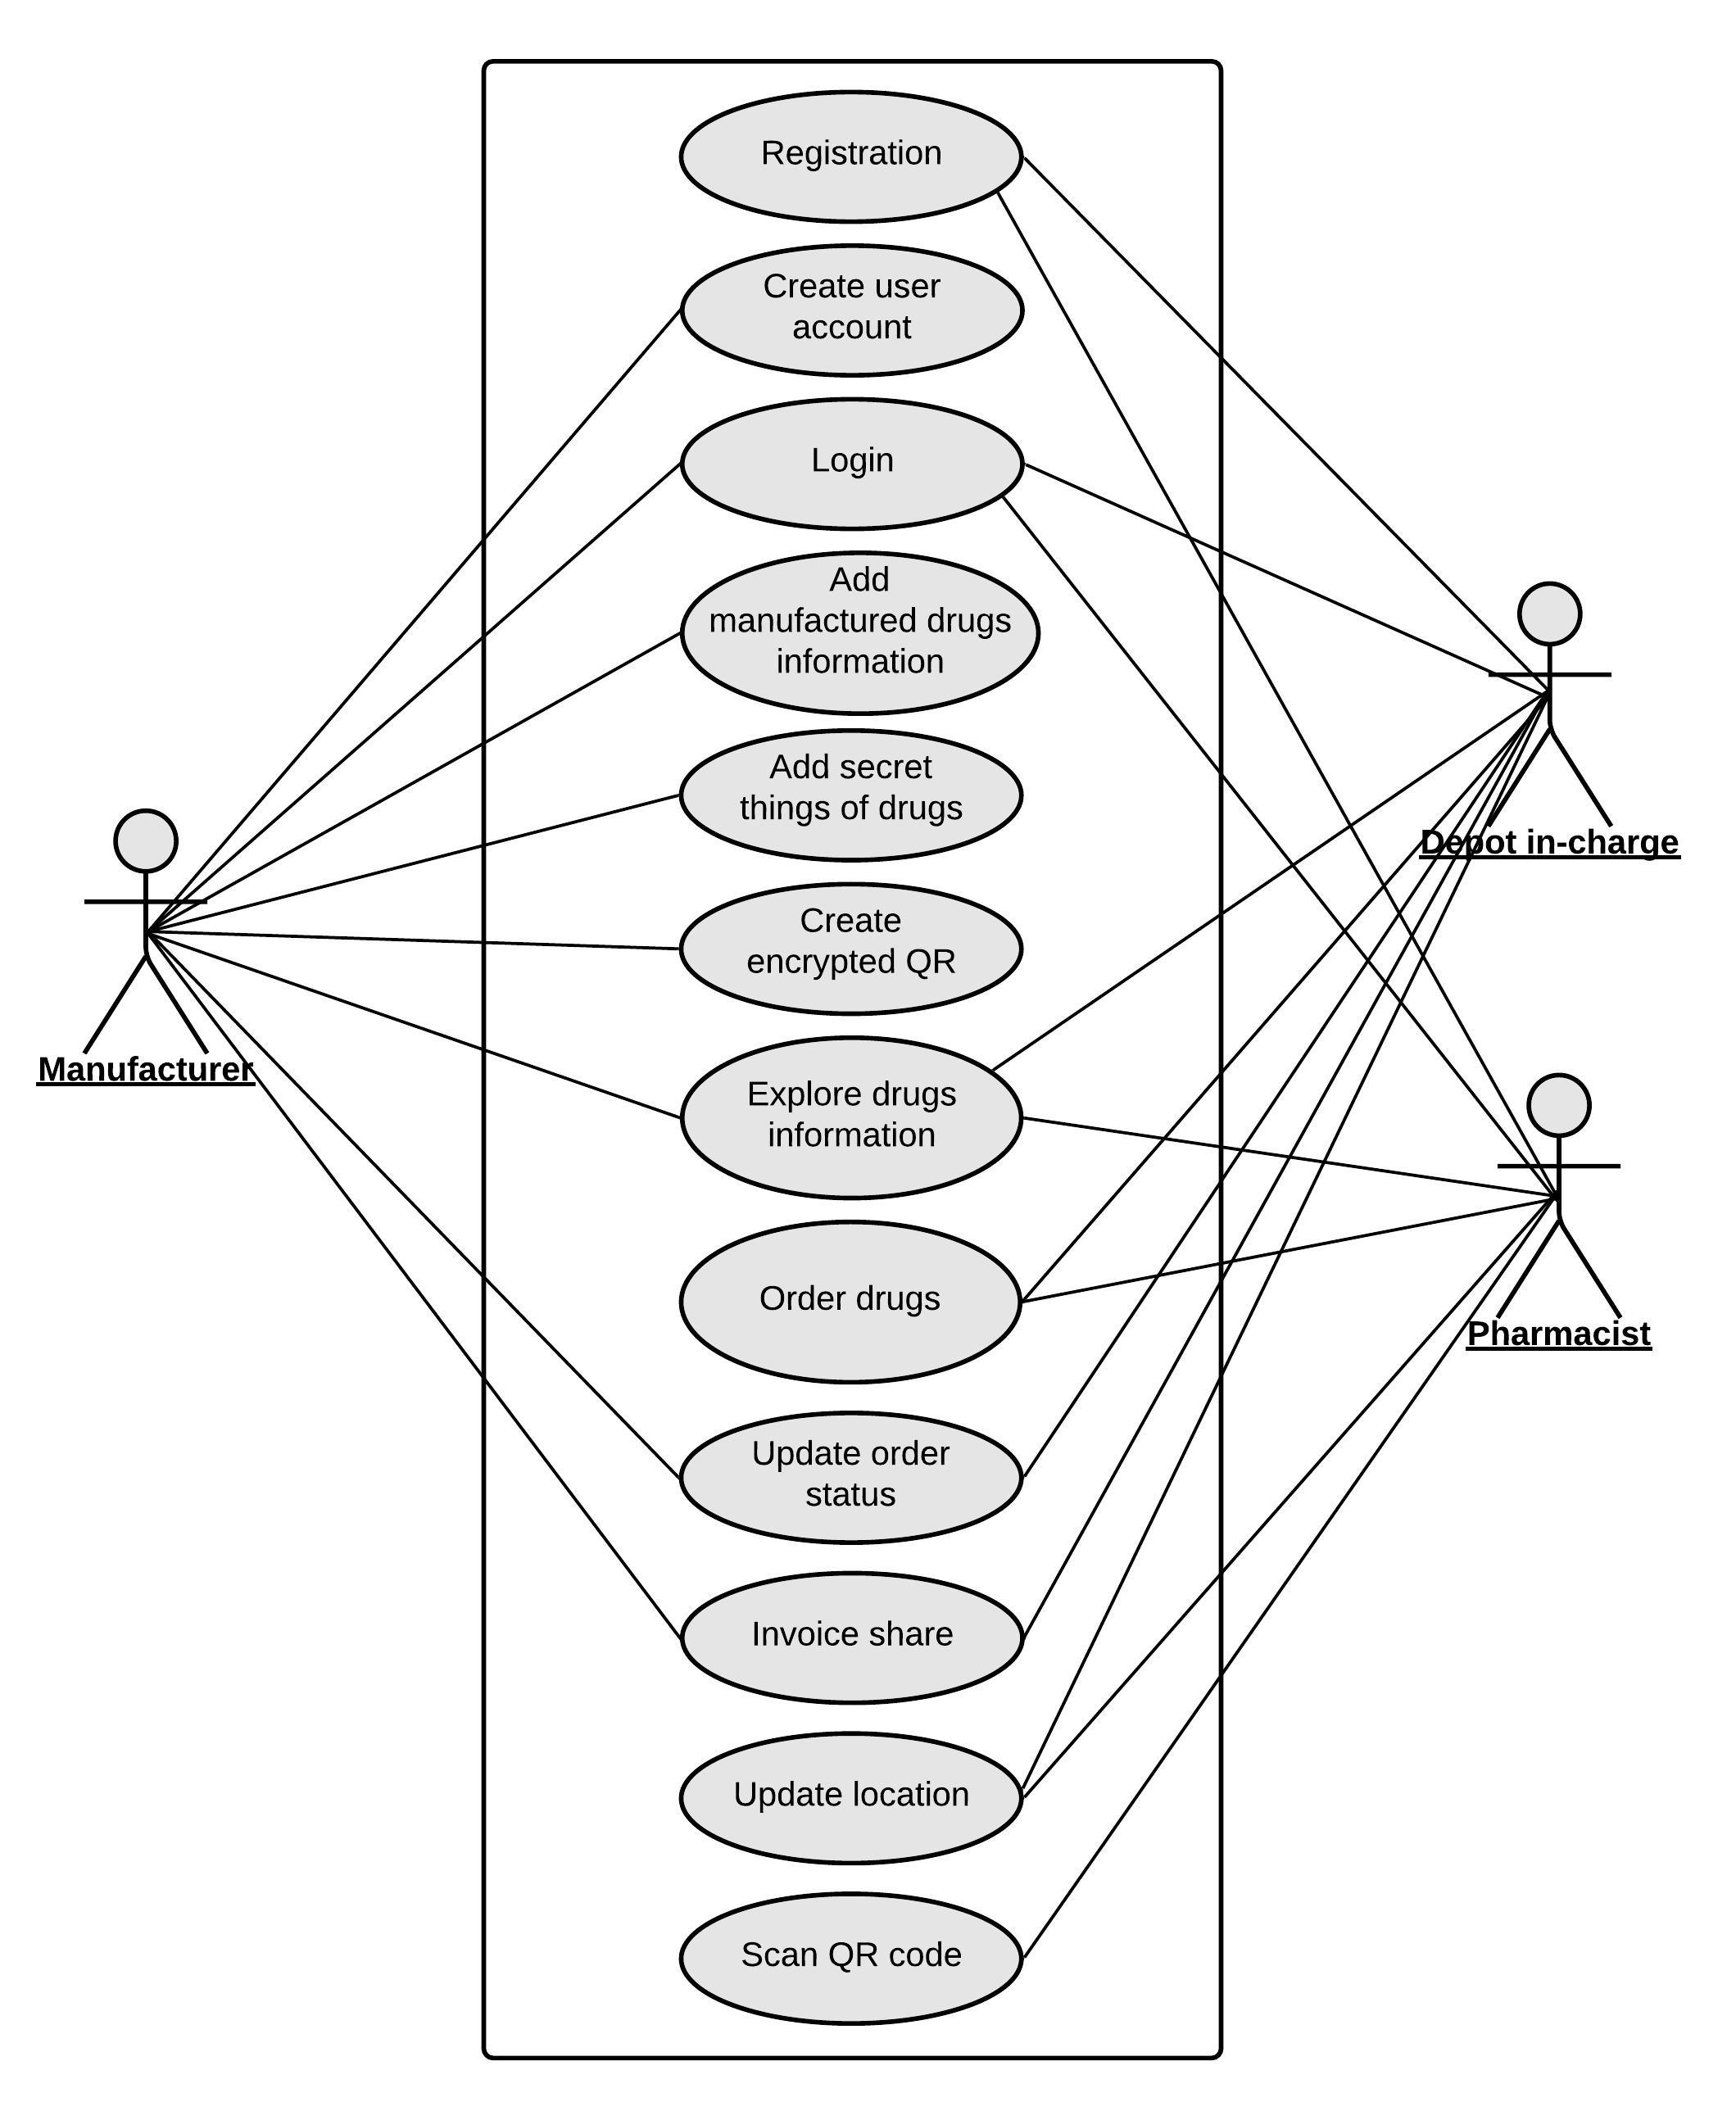 Registration
Create user
account
Login
Add
manufactured drugs
information
Add secret
things of drugs
Create
encrypted QR
Explore drugs
information
Order drugs
Update order
status
Invoice share
Update location
Scan QR code
Manufacturer
Depot in-charge
Pharmacist